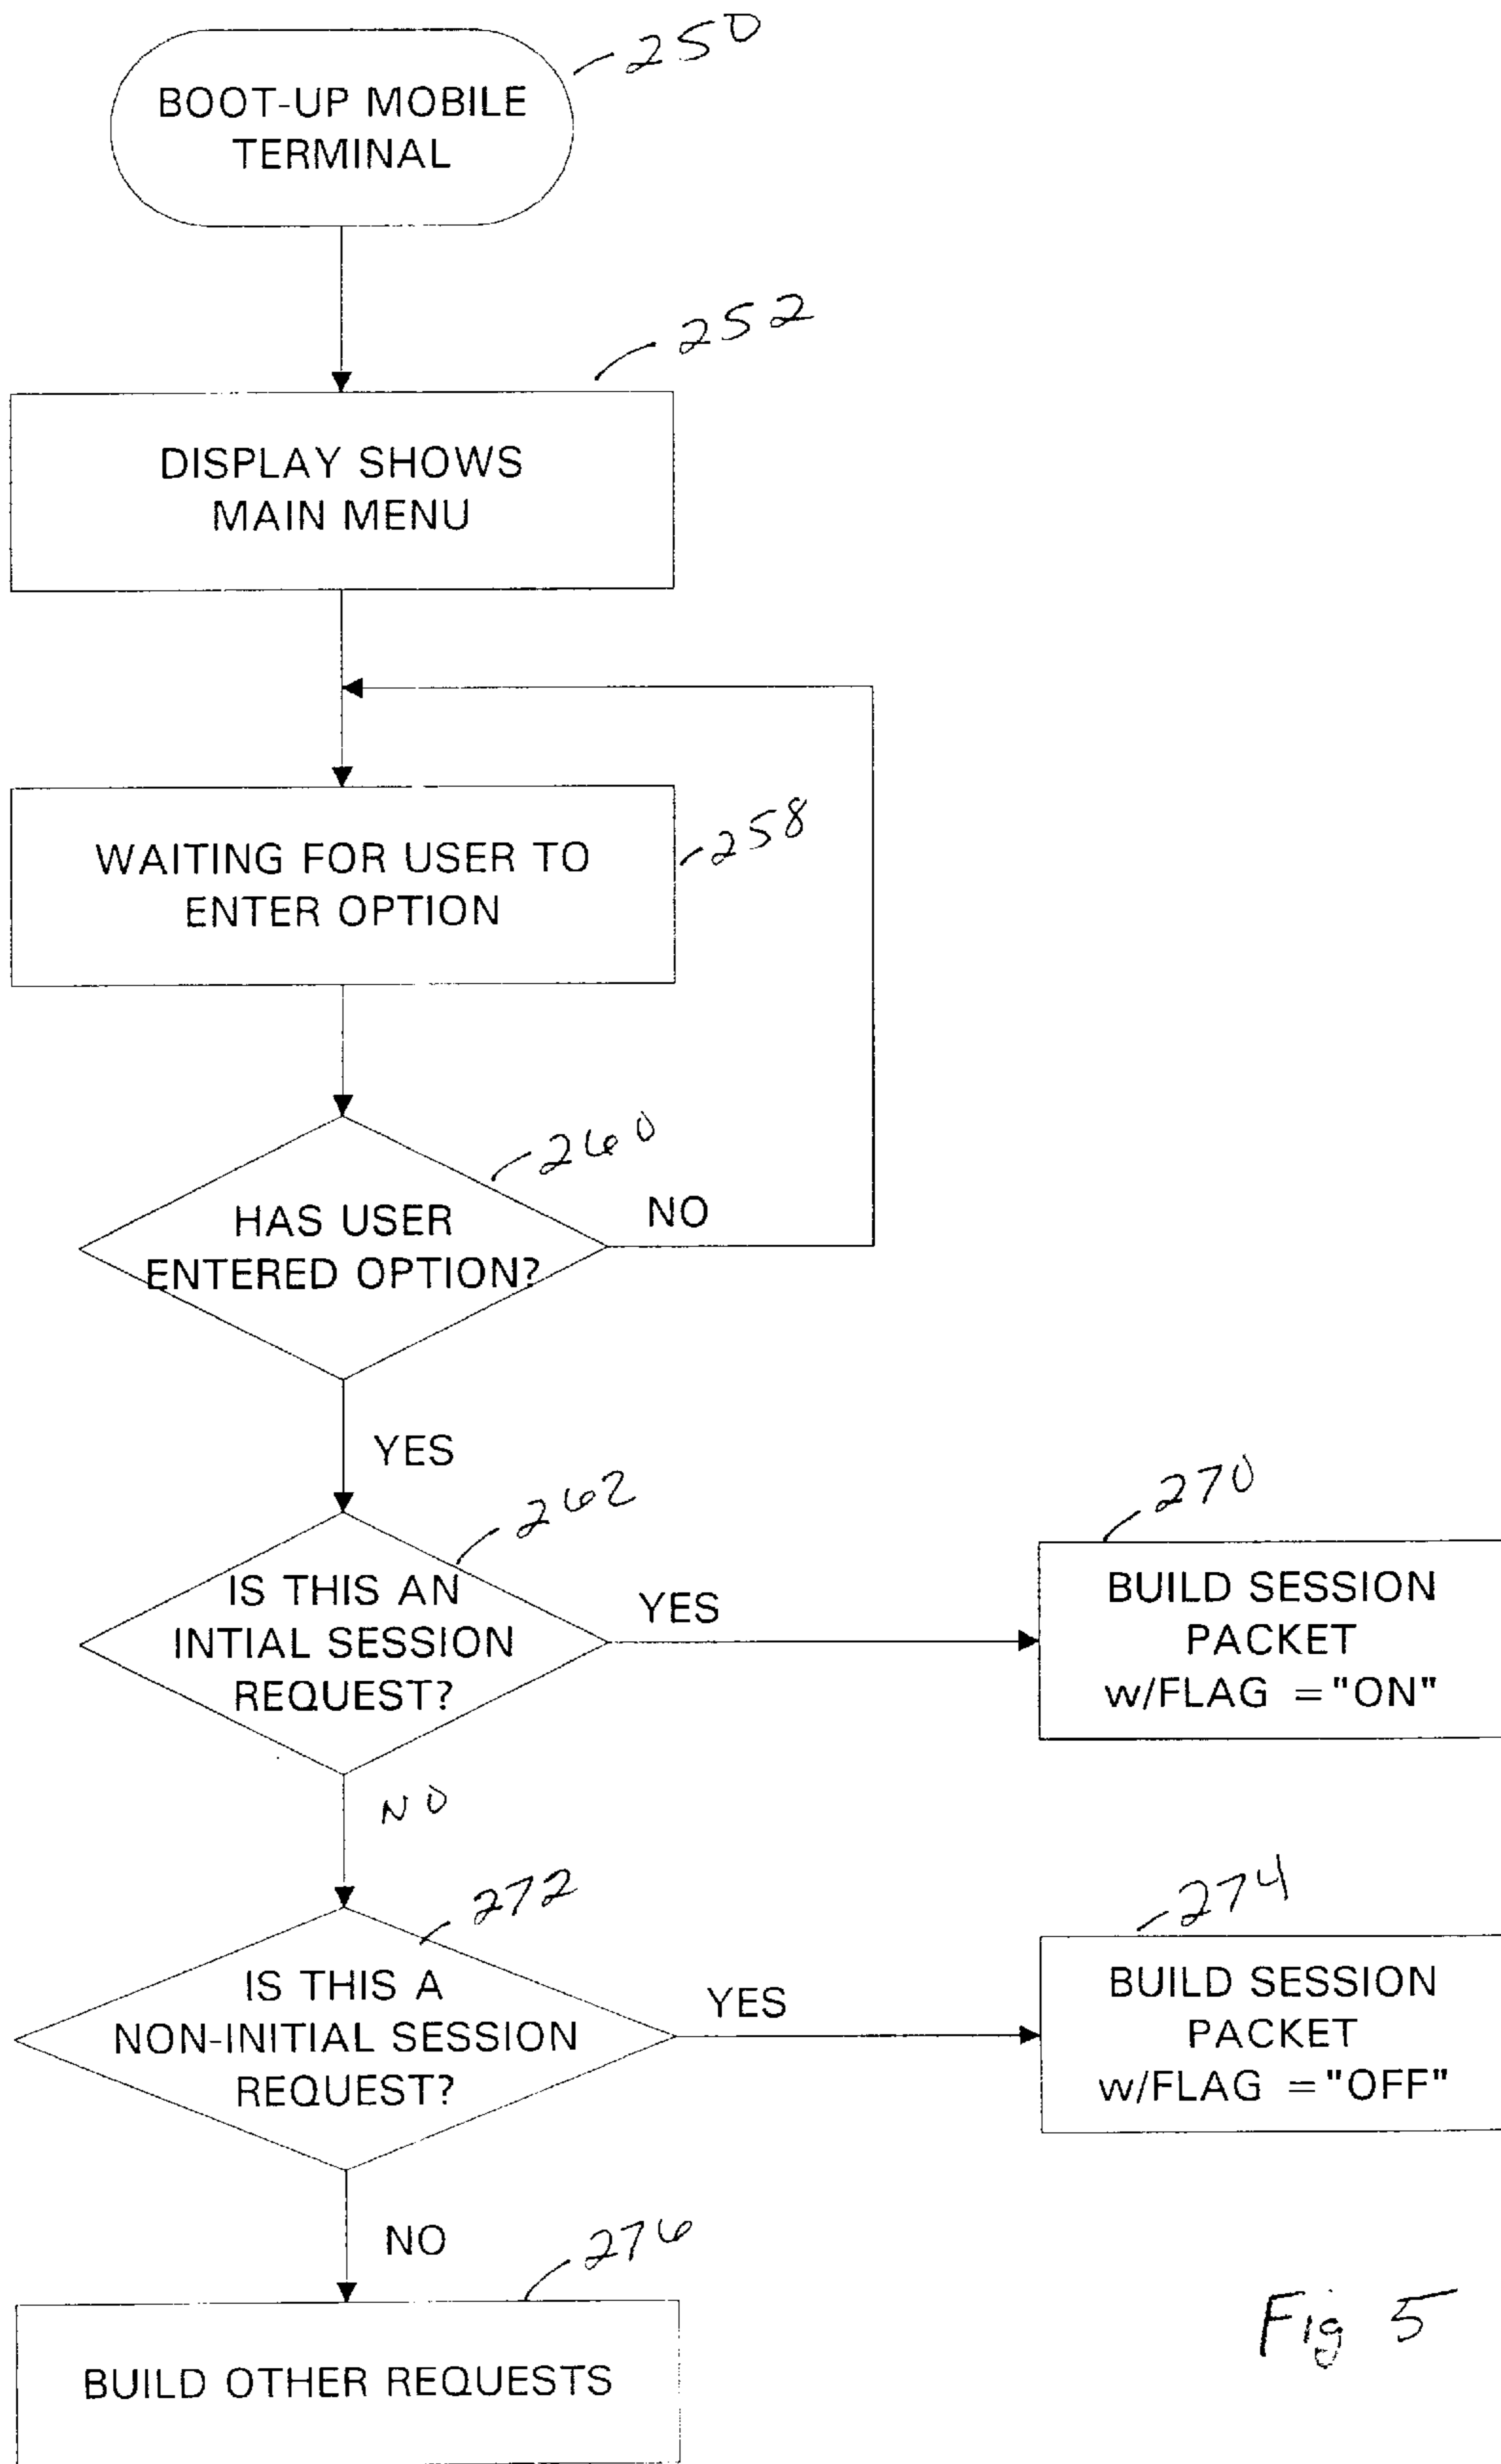 250
BOOT-UP MOBILE
TERMINAL
252
DISPLAY SHOWS
MAIN MENU
258
WAITING FOR USER TO
ENTER OPTION
260
HAS USER
ENTERED OPTION?
NO
YES
262
IS THIS AN
INTIAL SESSION
REQUEST?
YES
270
BUILD SESSION
PACKET
w/FLAG ="ON"
NO
272
IS THIS A
NON-INITIAL SESSION
REQUEST?
YES
274
BUILD SESSION
PACKET
w/FLAG ="OFF"
NO
276
BUILD OTHER REQUESTS
Fig 5